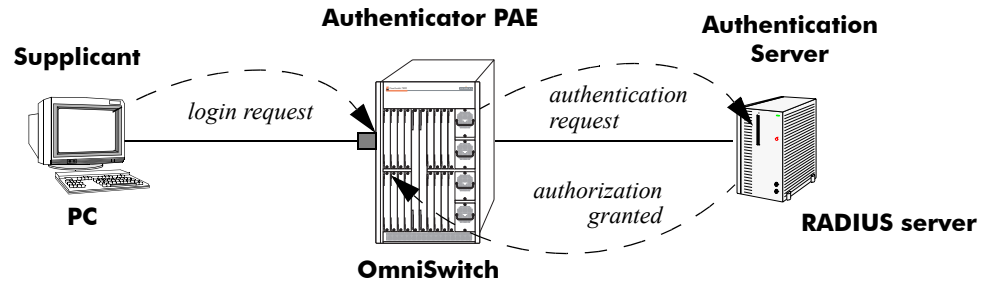 Authenticator PAE
Authentication
Server
Supplicant
login request
authentication
request
authorization
granted
PC
RADIUS server
OmniSwitch